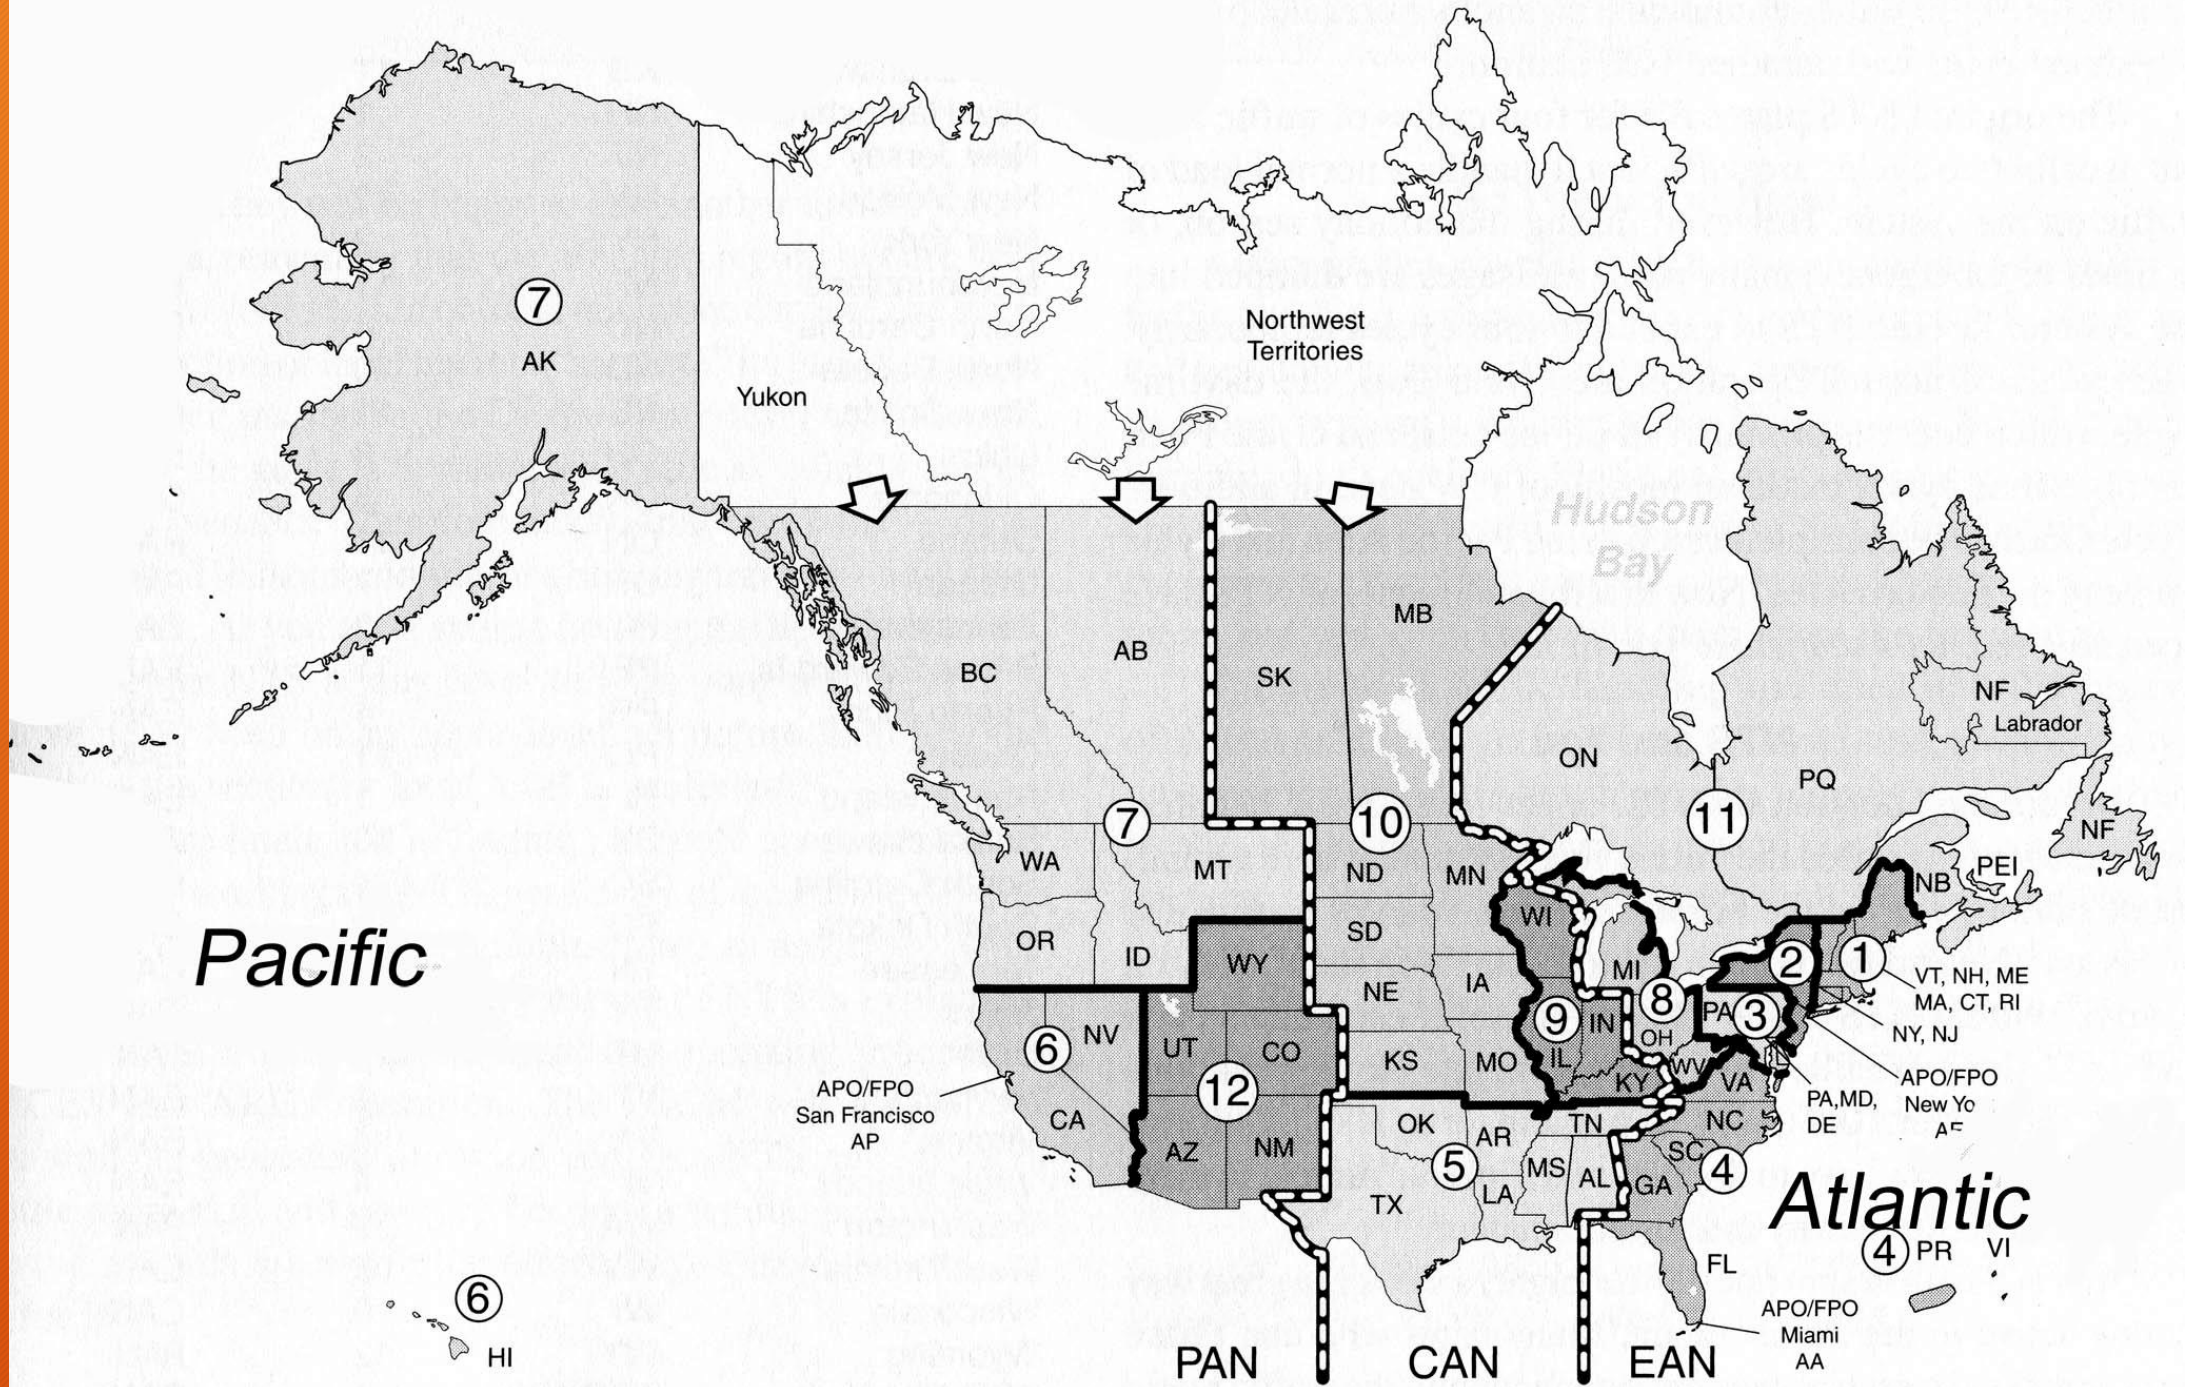 7
AK
Yukon
Northwest
Territories
Hudson
Bay
BC
AB
SK
MB
ON
PQ
NF
Labrador
NF
7
10
11
WA
MT
ND
MN
NB
PEI
OR
ID
WY
SD
WI
MI
2
1
VT, NH, ME
MA, CT, RI
NY, NJ
Pacific
NE
IA
8
PA
3
9
IN
OH
6
NV
UT
CO
KS
MO
IL
KY
WV
VA
APO/FPO
San Francisco
AP
CA
12
AZ
NM
OK
AR
TN
NC
SC
5
MS
AL
GA
4
TX
LA
PA,MD,
DE
APO/FPO
New Yo
Atlantic
4
PR
VI
FL
APO/FPO
Miami
AA
6
HI
PAN
CAN
EAN